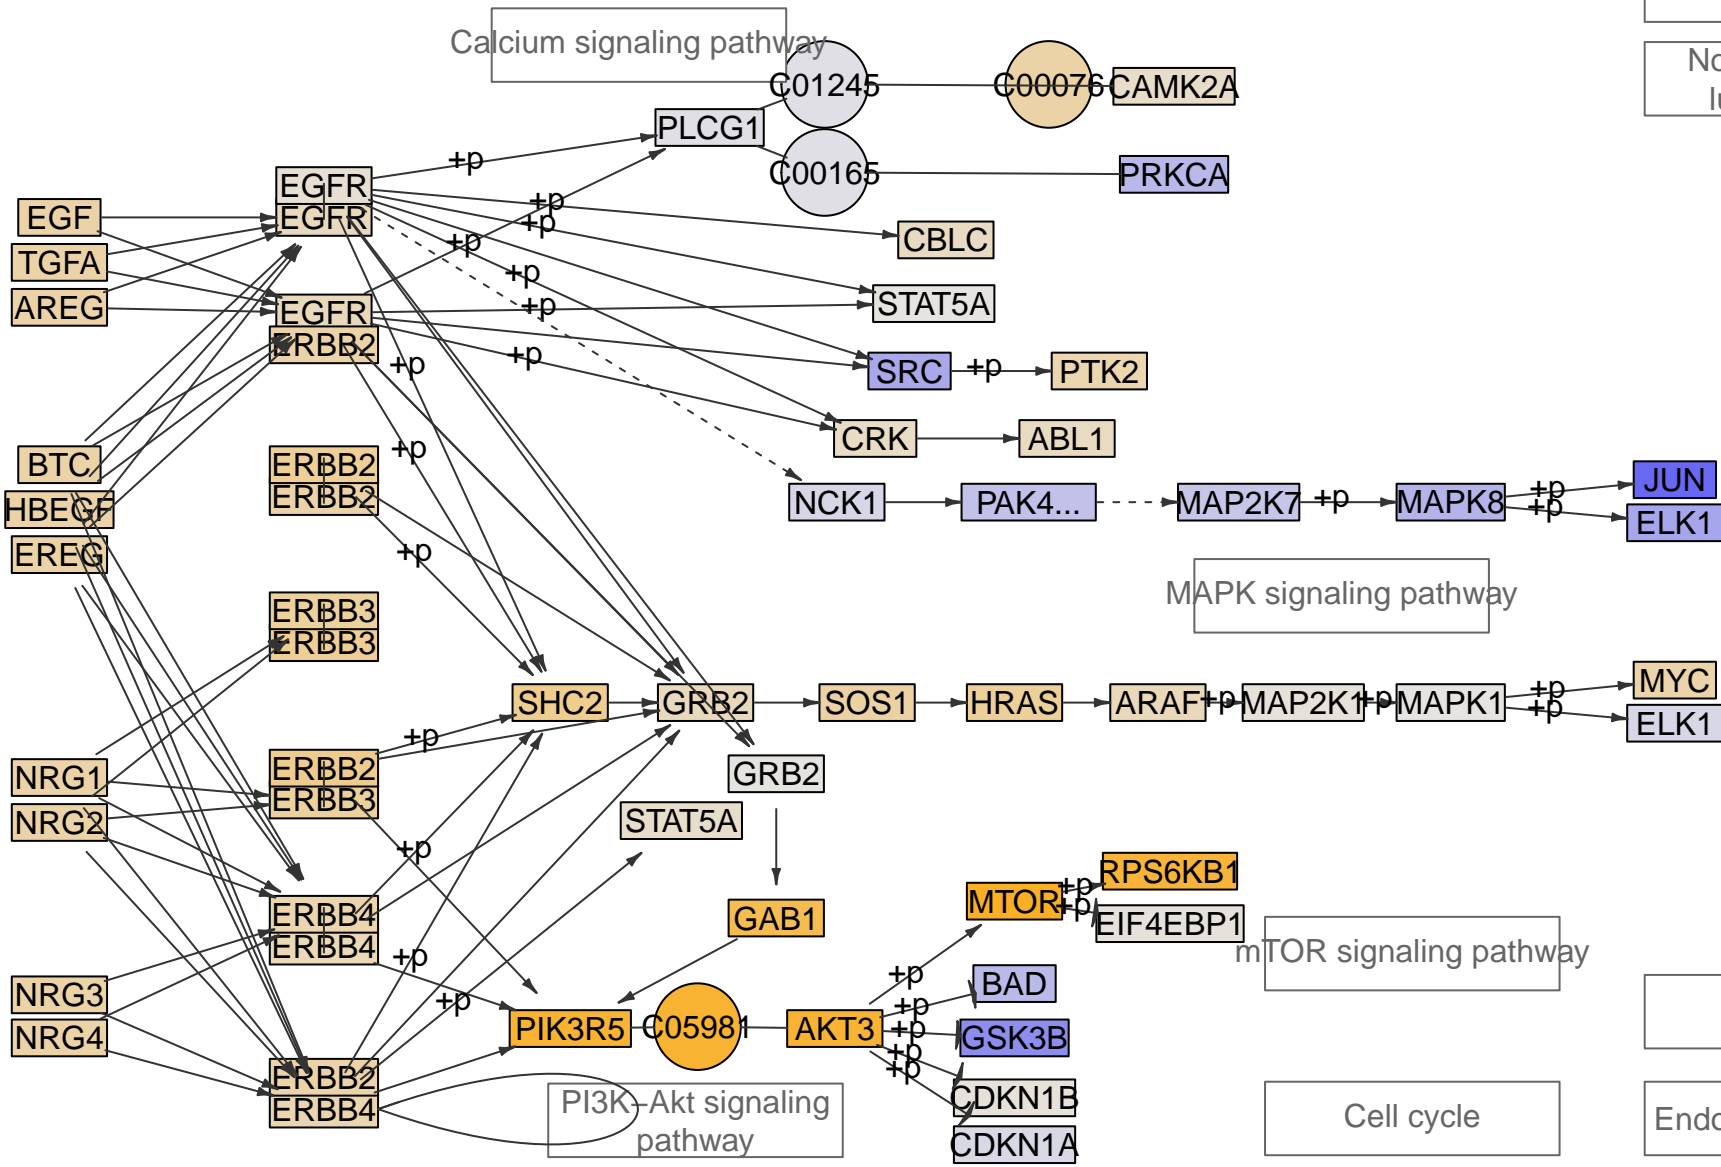 Calcium signaling pathway
No
lu
C01245
C00076
CAMK2A
PLCG1
C00165
PRKCA
+p
EGFR
EGFR
EGF
+p
+p
TGFA
CBLC
+p
AREG
+p
EGFR
+p
STAT5A
ERBB2
+p
+p
SRC
+p
PTK2
CRK
ABL1
BTC
ERBB2
+p
ERBB2
HBEGF
NCK1
PAK4...
MAP2K7
+p
MAPK8
+p
+p
JUN
ELK1
EREG
+p
MAPK signaling pathway
ERBB3
ERBB3
SHC2
GRB2
SOS1
HRAS
ARAF
+p
MAP2K1
+p
MAPK1
+p
+p
MYC
ELK1
+p
NRG1
ERBB2
ERBB3
GRB2
NRG2
STAT5A
+p
RPS6KB1
MTOR
+p
+p
EIF4EBP1
ERBB4
ERBB4
GAB1
mTOR signaling pathway
+p
+p
BAD
NRG3
+p
+p
NRG4
PIK3R5
C05981
AKT3
+p
GSK3B
+p
+p
ERBB2
ERBB4
CDKN1B
CDKN1A
PI3K−Akt signaling
pathway
Cell cycle
Endo